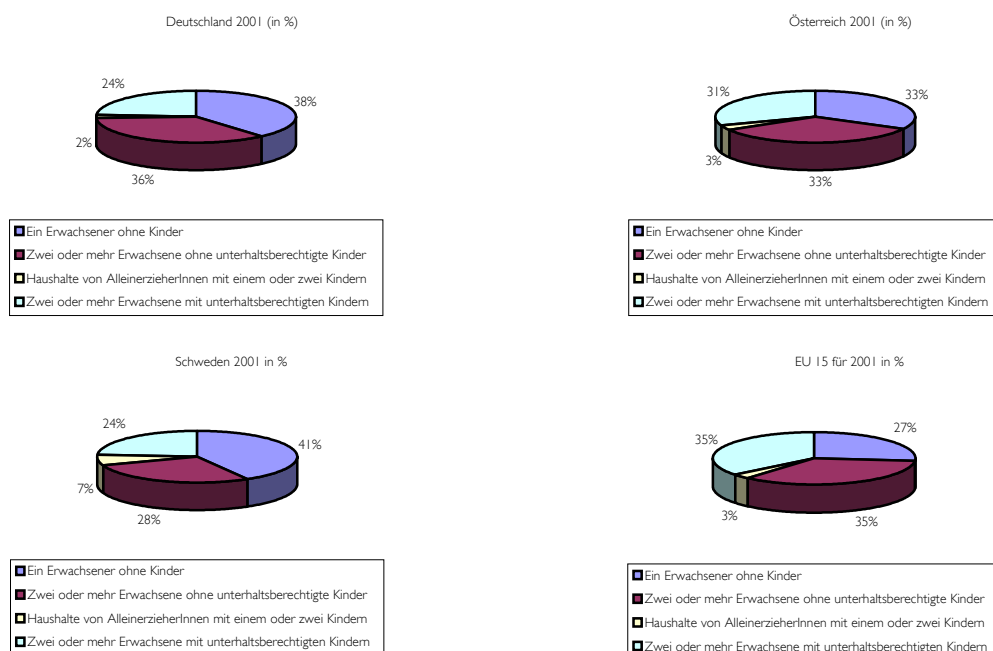 Deutschland 2001 (in %)
24%
38%
2%
36%
Ein Erwachsener ohne Kinder
Zwei oder mehr Erwachsene ohne unterhaltsberechtigte Kinder
Haushalte von AlleinerzieherInnen mit einem oder zwei Kindern
Zwei oder mehr Erwachsene mit unterhaltsberechtigten Kindern
Österreich 2001 (in %)
31%
33%
3%
33%
Ein Erwachsener ohne Kinder
Zwei oder mehr Erwachsene ohne unterhaltsberechtigte Kinder
Haushalte von AlleinerzieherInnen mit einem oder zwei Kindern
Zwei oder mehr Erwachsene mit unterhaltsberechtigten Kindern
Schweden 2001 in %
24%
41%
7%
28%
Ein Erwachsener ohne Kinder
Zwei oder mehr Erwachsene ohne unterhaltsberechtigte Kinder
Haushalte von AlleinerzieherInnen mit einem oder zwei Kindern
Zwei oder mehr Erwachsene mit unterhaltsberechtigten Kindern
EU 15 für 2001 in %
35%
27%
3%
35%
Ein Erwachsener ohne Kinder
Zwei oder mehr Erwachsene ohne unterhaltsberechtigte Kinder
Haushalte von AlleinerzieherInnen mit einem oder zwei Kindern
Zwei oder mehr Erwachsene mit unterhaltsberechtigten Kindern